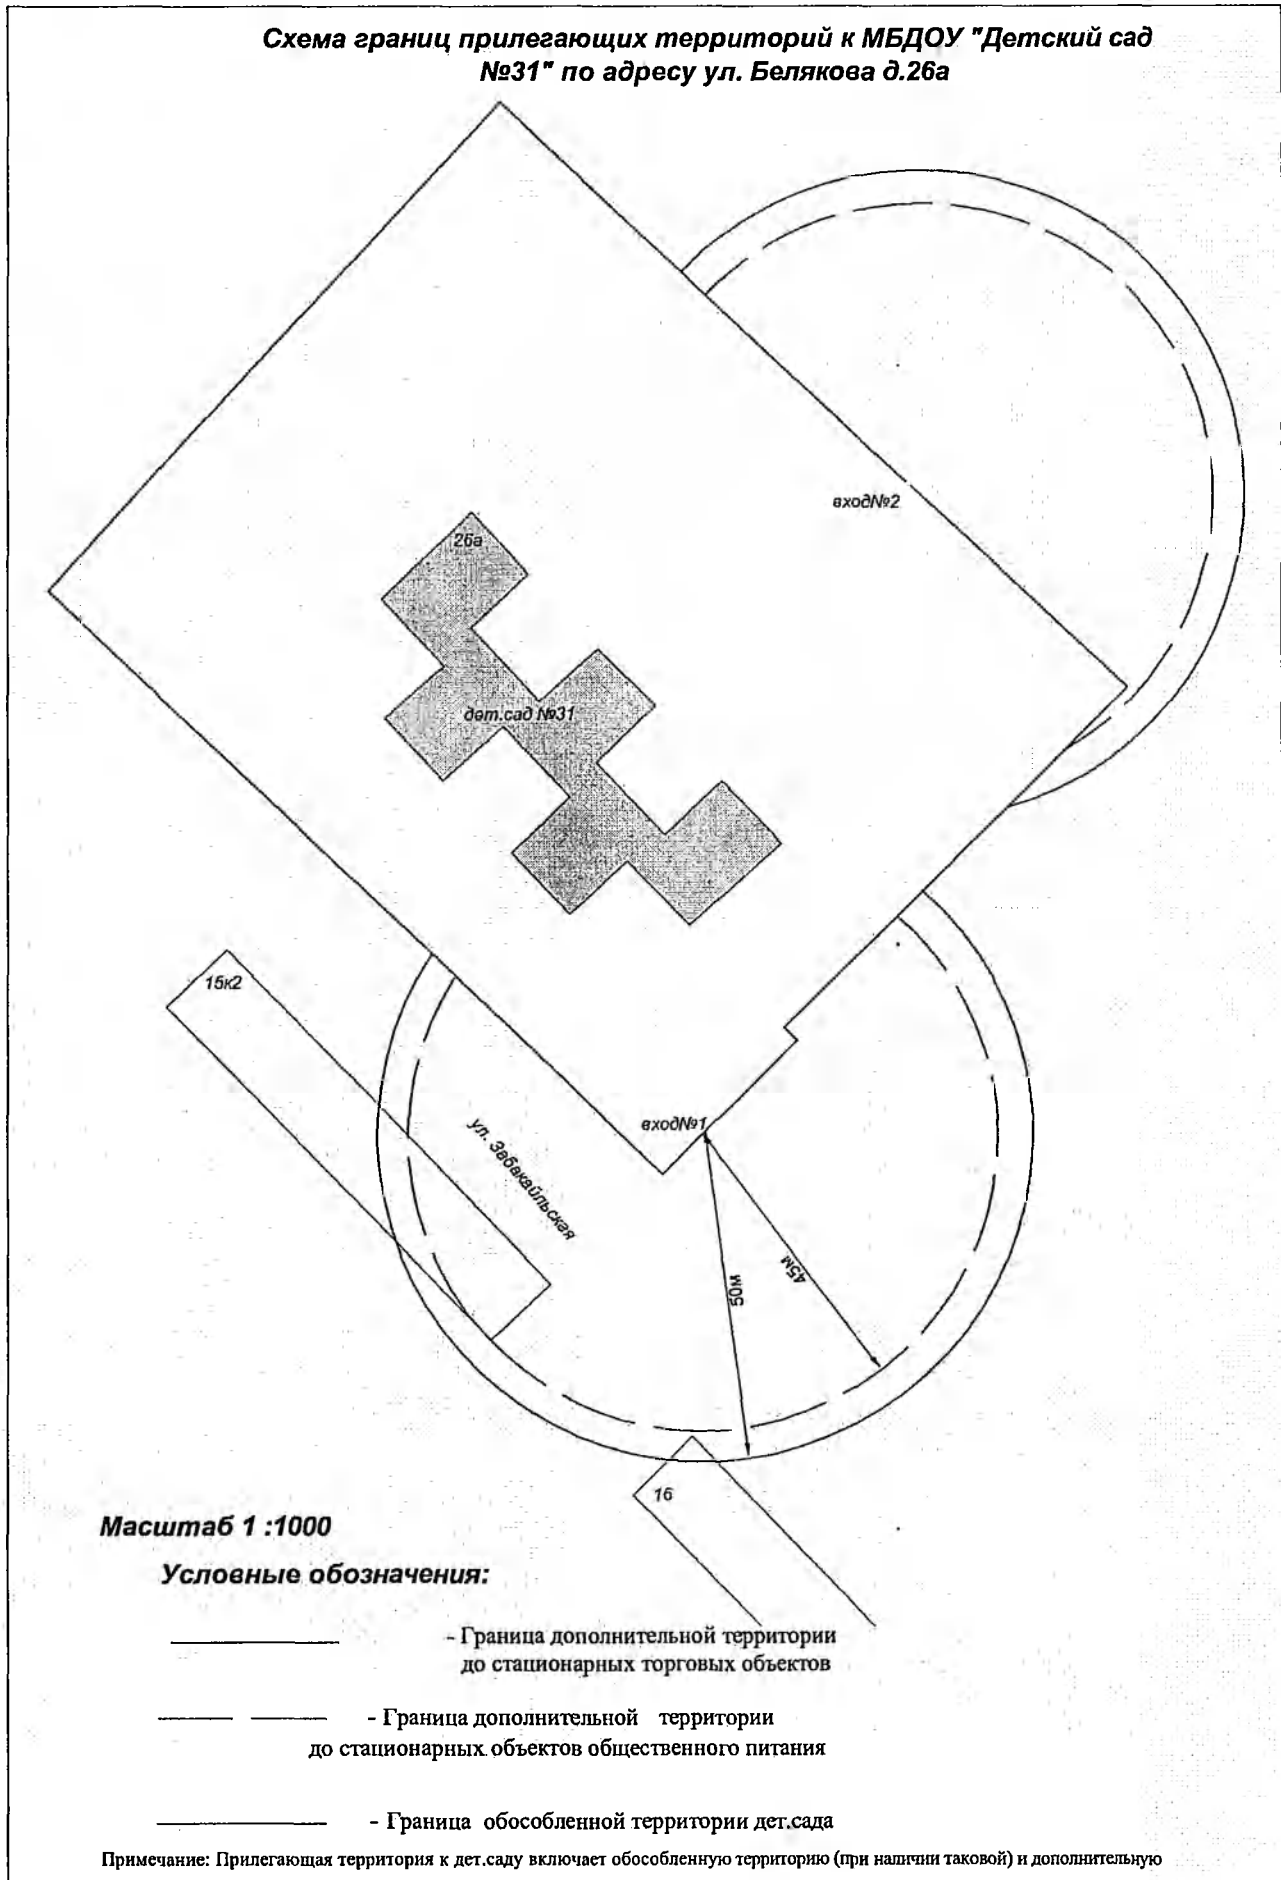 Схема границ прилегающих территорий к МБДОУ "Детский сад
№31" по адресу ул. Белякова д.26а
вход№2
26а
дет.сад №31
15к2
вход№1
ул. Забакайльская
45м
50м
16
Масштаб 1 :1000
Условные обозначения:
- Граница дополнительной территории
до стационарных торговых объектов
- Граница дополнительной территории
до стационарных объектов общественного питания
- Граница обособленной территории дет.сада
Примечание: Прилегающая территория к дет.саду включает обособленную территорию (при наличии таковой) и дополнительную